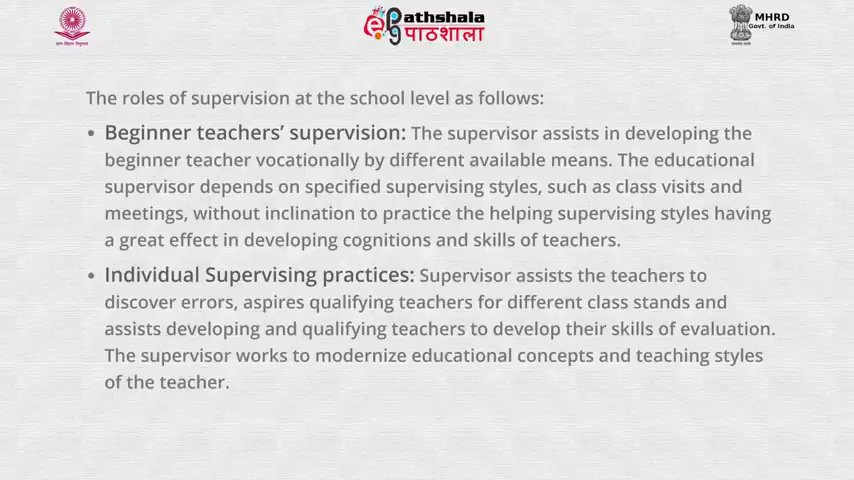 ePathshala
पाठशाला
MHRD
Govt. of India
The roles of supervision at the school level as follows:
• Beginner teachers’ supervision: The supervisor assists in developing the
beginner teacher vocationally by different available means. The educational
supervisor depends on specified supervising styles, such as class visits and
meetings, without inclination to practice the helping supervising styles having
a great effect in developing cognitions and skills of teachers.
• Individual Supervising practices: Supervisor assists the teachers to
discover errors, aspires qualifying teachers for different class stands and
assists developing and qualifying teachers to develop their skills of evaluation.
The supervisor works to modernize educational concepts and teaching styles
of the teacher.